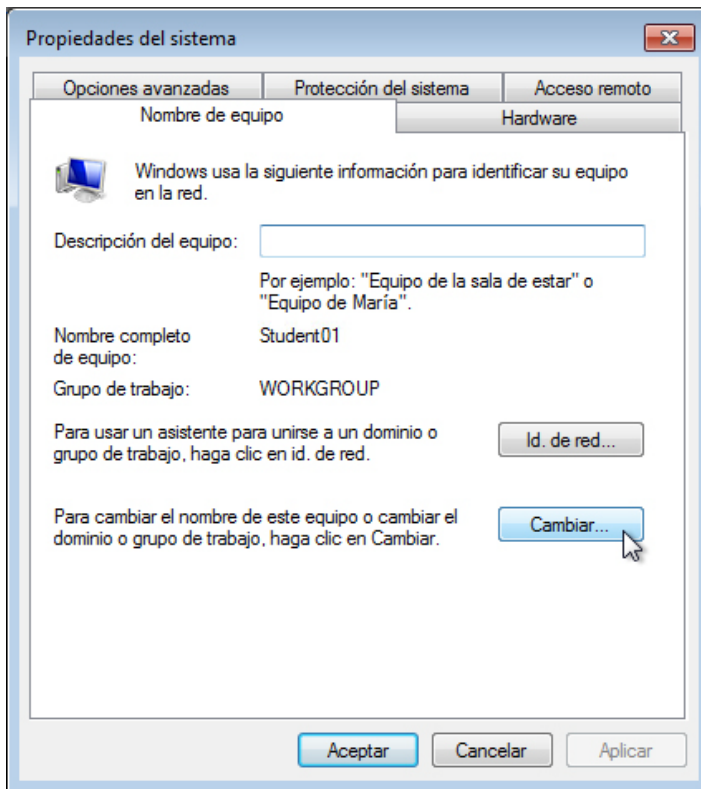 Propiedades del sistema
Opciones avanzadas
Protección del sistema
Acceso remoto
Nombre de equipo
Hardware
Windows usa la siguiente información para identificar su equipo
en la red.
Descripción del equipo:
Por ejemplo: "Equipo de la sala de estar" o
"Equipo de María".
Nombre completo
de equipo:
Student01
Grupo de trabajo:
WORKGROUP
Para usar un asistente para unirse a un dominio o
grupo de trabajo, haga clic en id. de red.
Id. de red...
Para cambiar el nombre de este equipo o cambiar el
dominio o grupo de trabajo, haga clic en Cambiar.
Cambiar...
Aceptar
Cancelar
Aplicar